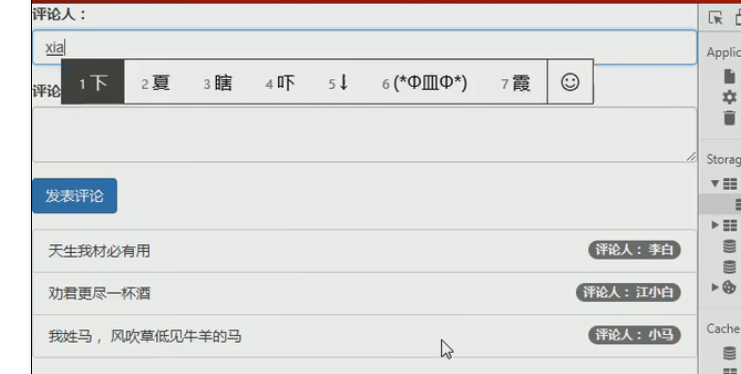 评论人：
xia
1 下 2 夏 3 瞎 4 吓 5 ↓ 6 (*Φ皿Φ*) 7 霞
评论
发表评论
天生我材必有用 评论人：李白
劝君更尽一杯酒 评论人：江小白
我姓马，风吹草低见牛羊的马 评论人：小马
Applic
Storag
Cache